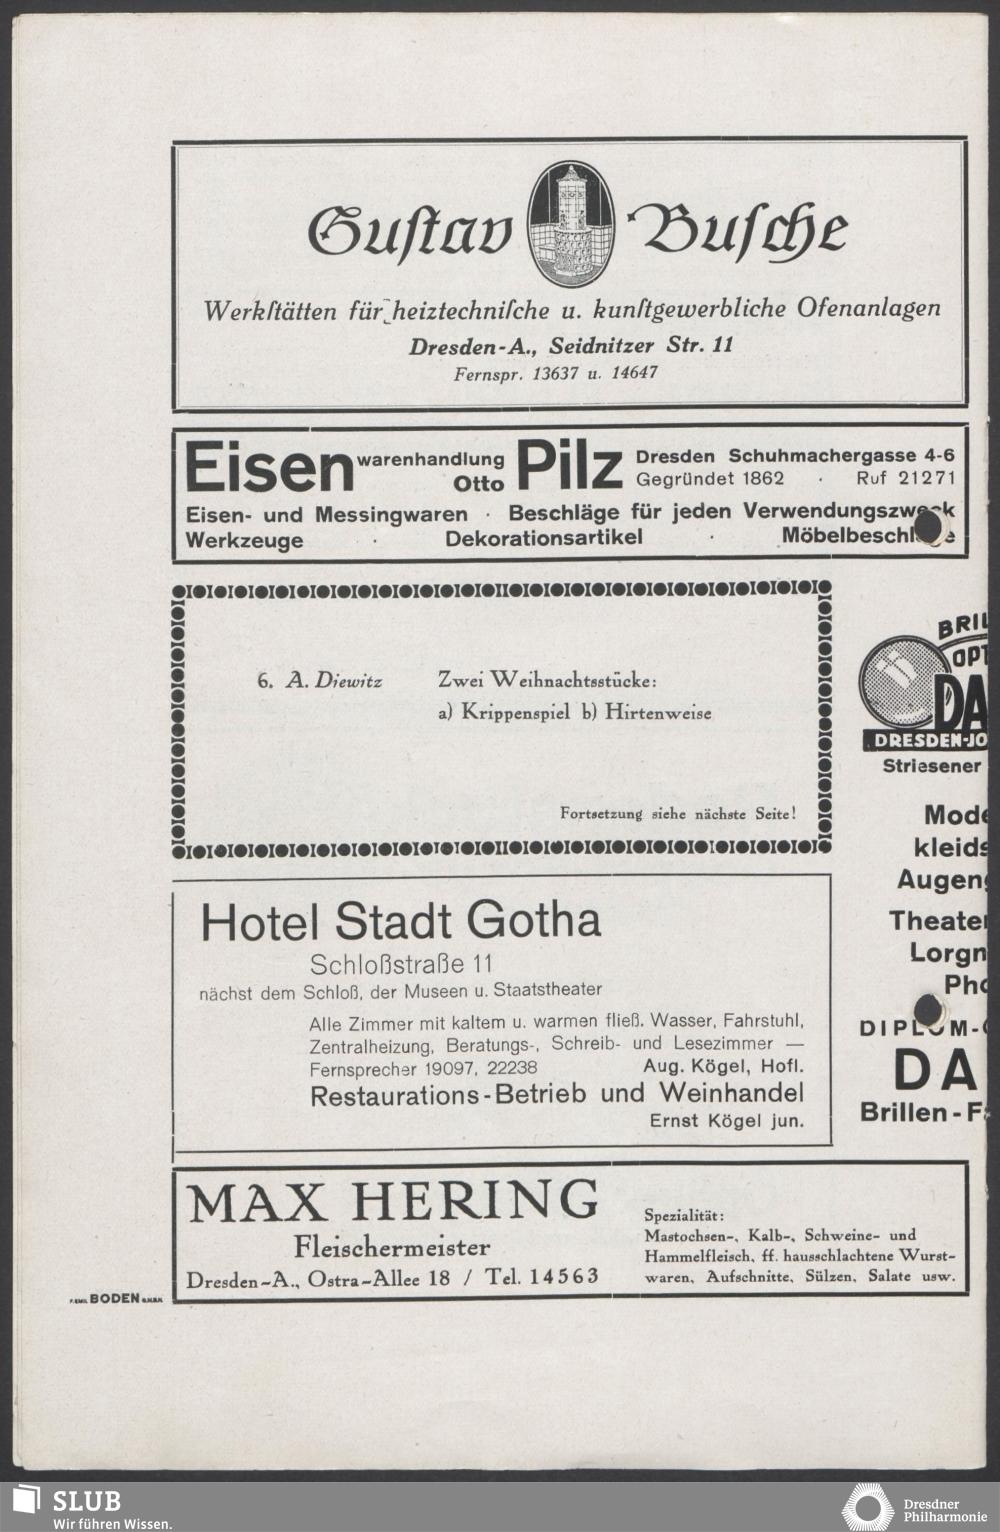 Guſtav Buſche
Werkſtätten für heiztechniſche u. kunſtgewerbliche Ofenanlagen
Dresden-A., Seidnitzer Str. 11
Fernspr. 13637 u. 14647
Eisenwarenhandlung Otto Pilz
Dresden Schuhmachergasse 4-6
Gegründet 1862 · Ruf 21271
Eisen- und Messingwaren · Beschläge für jeden Verwendungszweck
Werkzeuge · Dekorationsartikel ·
6. A. Diewitz Zwei Weihnachtsstücke:
a) Krippenspiel b) Hirtenweise
Fortsetzung siehe nächste Seite!
Hotel Stadt Gotha
Schloßstraße 11
nächst dem Schloß, der Museen u. Staatstheater
Alle Zimmer mit kaltem u. warmen fließ. Wasser, Fahrstuhl,
Zentralheizung, Beratungs-, Schreib- und Lesezimmer —
Fernsprecher 19097, 22238 Aug. Kögel, Hofl.
Restaurations-Betrieb und Weinhandel
Ernst Kögel jun.
BRIL
OPT
DA
DRESDEN-JO
Striesener
Mode
kleids
Augen
Theater
Lorgn
Pho
DA
Brillen-F
MAX HERING
Fleischermeister
Dresden-A., Ostra-Allee 18 / Tel. 14563
Spezialität:
Mastochsen-, Kalb-, Schweine- und
Hammelfleisch, ff. hausschlachtene Wurst-
waren, Aufschnitte, Sülzen, Salate usw.
BODEN
SLUB
Wir führen Wissen.
Dresdner
Philharmonie